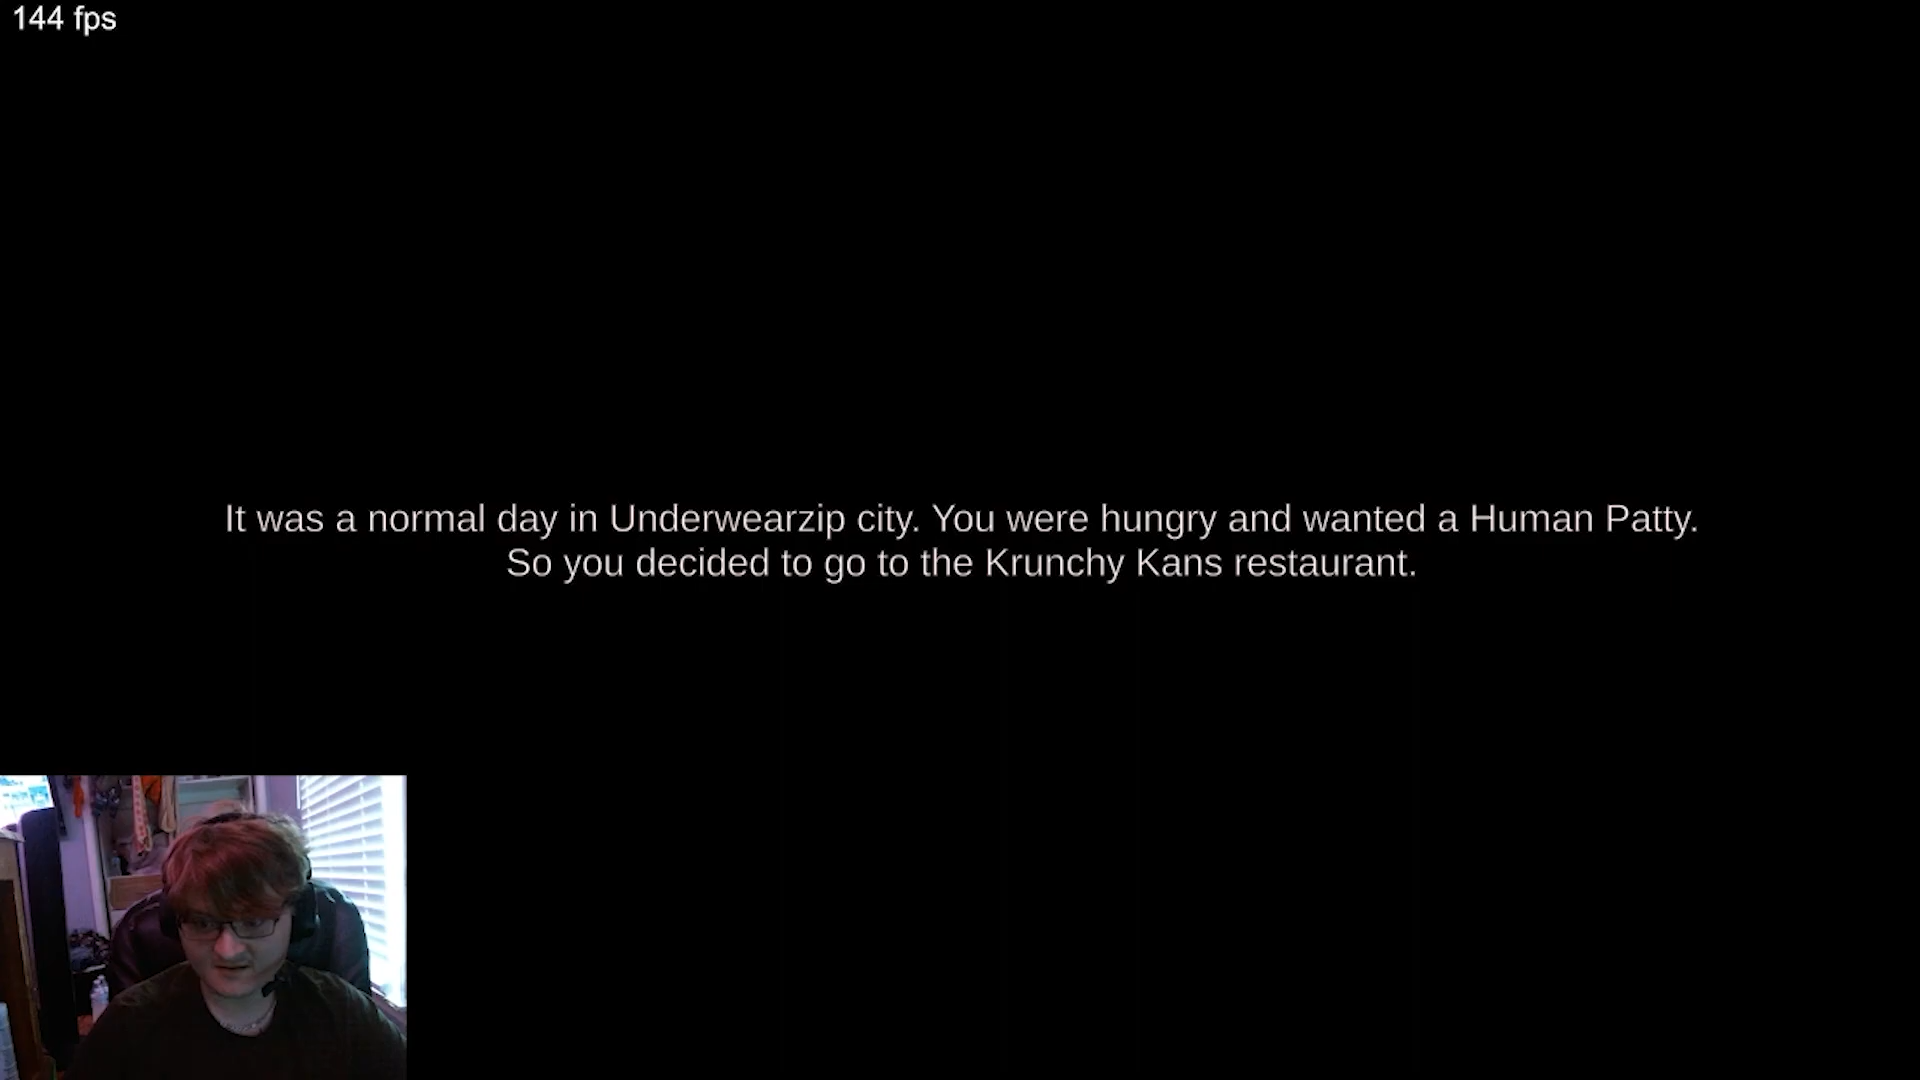 144 fps
It was a normal day in Underwearzip city. You were hungry and wanted a Human Patty.
So you decided to go to the Krunchy Kans restaurant.